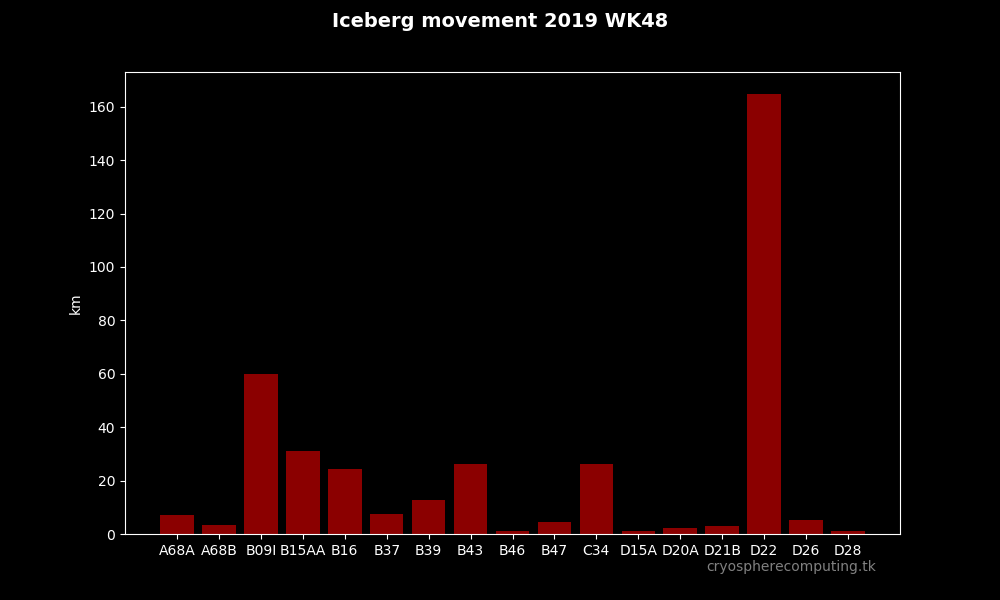 Iceberg movement 2019 WK48
km
160
140
120
100
80
60
40
20
0
A68A A68B B09I B15AA B16 B37 B39 B43 B46 B47 C34 D15A D20A D21B D22 D26 D28
cryospherecomputing.tk